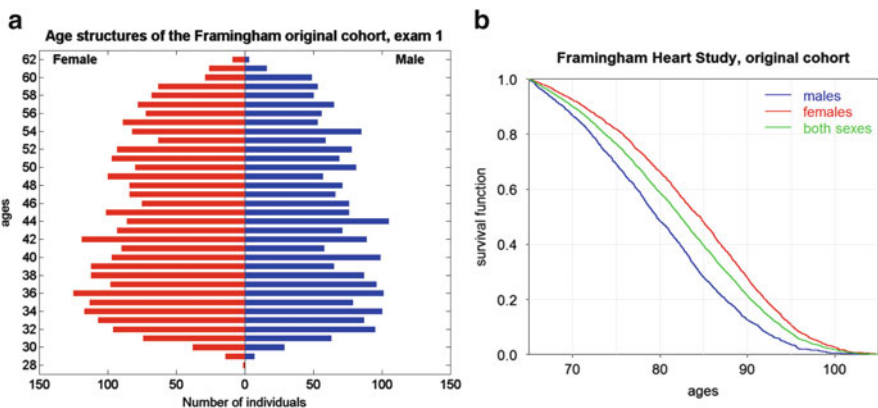 a
Age structures of the Framingham original cohort, exam 1
Female
Male
ages
62
60
58
56
54
52
50
48
46
44
42
40
38
36
34
32
30
28
150 100 50 0 50 100 150
Number of individuals
b
Framingham Heart Study, original cohort
males
females
both sexes
survival function
1.0
0.8
0.6
0.4
0.2
0.0
70 80 90 100
ages